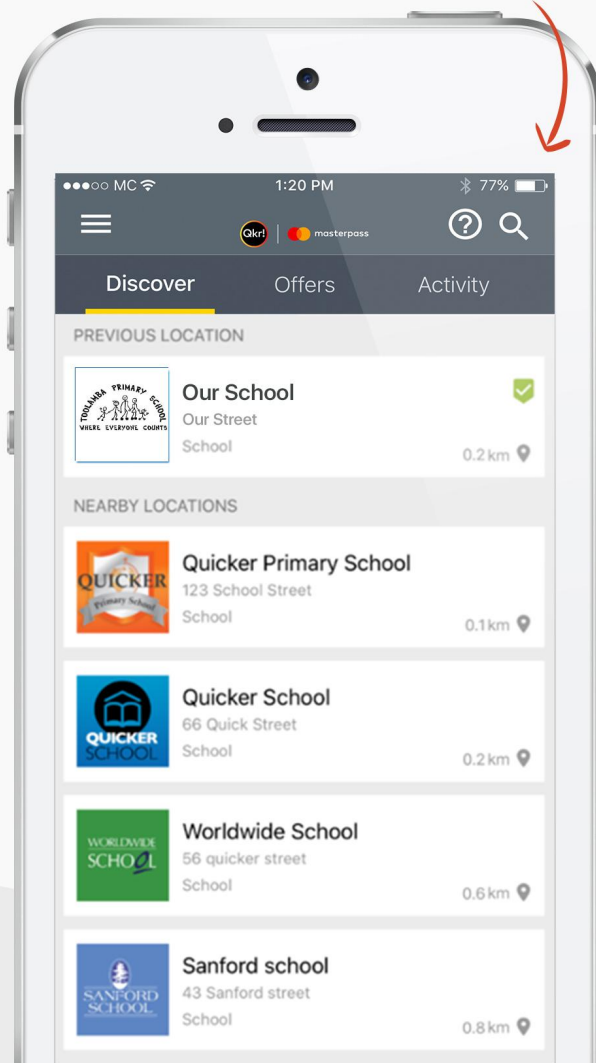 MC 1:20 PM 77%
Qkr! masterpass
Discover Offers Activity
PREVIOUS LOCATION
TOOLAMBA PRIMARY SCHOOL
WHERE EVERYONE COUNTS
Our School
Our Street
School
0.2 km
NEARBY LOCATIONS
QUICKER
Primary School
Quicker Primary School
123 School Street
School
0.1 km
QUICKER
SCHOOL
Quicker School
66 Quick Street
School
0.2 km
WORLDWIDE
SCHOOL
Worldwide School
56 quicker street
School
0.6 km
SANFORD
SCHOOL
Sanford school
43 Sanford street
School
0.8 km